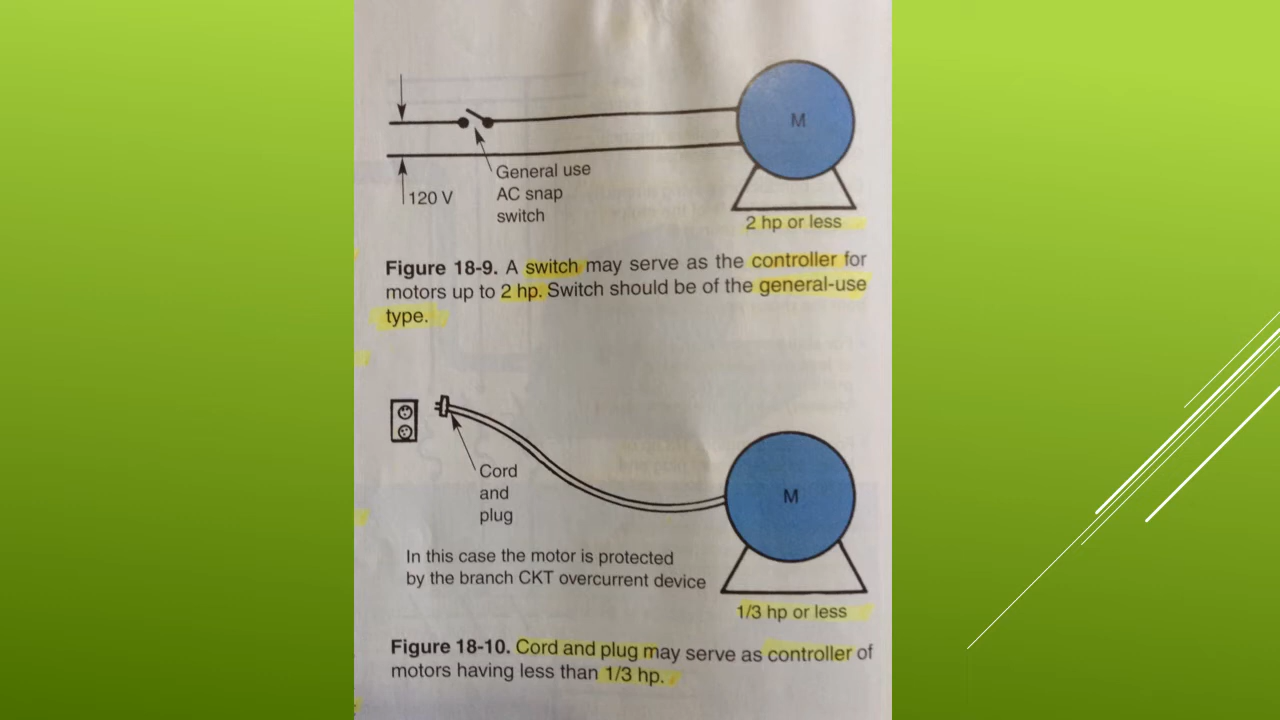 M
General use
AC snap
switch
120 V
2 hp or less
Figure 18-9. A switch may serve as the controller for
motors up to 2 hp. Switch should be of the general-use
type.
Cord
and
plug
M
In this case the motor is protected
by the branch CKT overcurrent device
1/3 hp or less
Figure 18-10. Cord and plug may serve as controller of
motors having less than 1/3 hp.